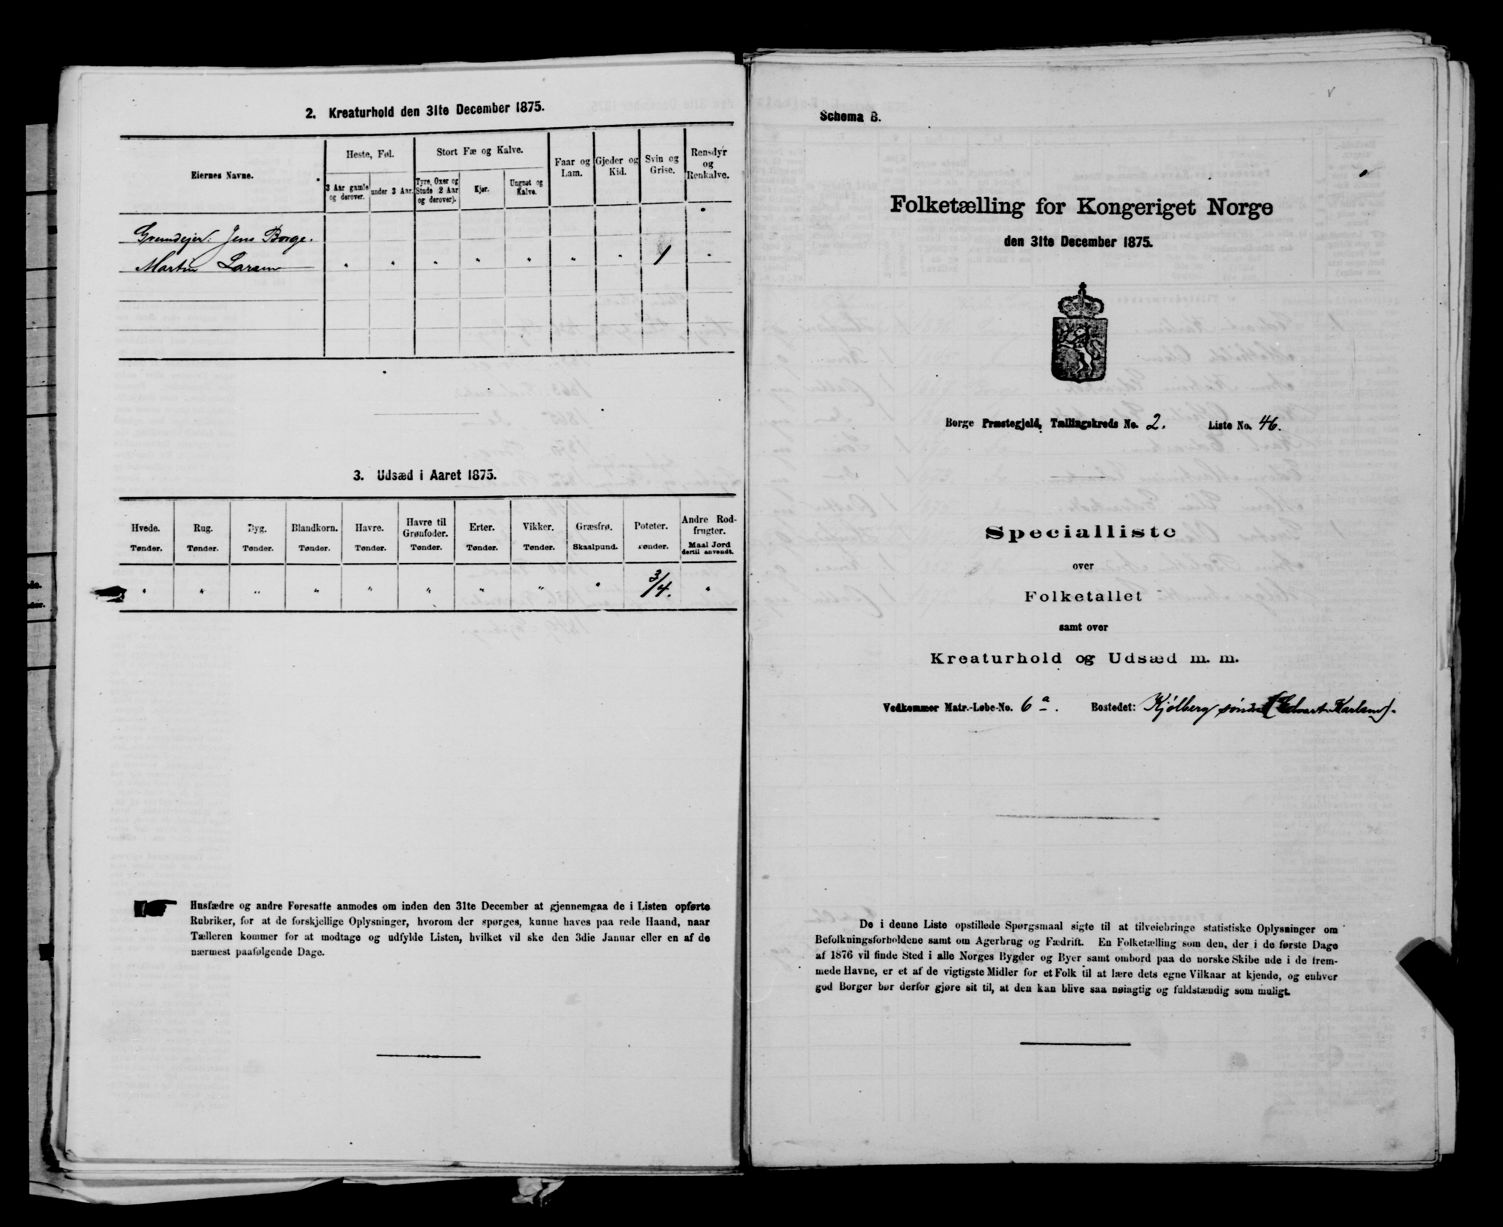 2. Kreaturhold den 31te December 1875.
Eiernes Navne.
Heste, Føl.
Stort Fæ og Kalve.
Faar og Lam.
Gjeder og Kid.
Svin og Grise.
Rensdyr og Renkalve.
3 Aar gamle og derover.
under 3 Aar.
Tyre, Oxer og Stude 2 Aar og derover).
Kjør.
Ungnøt og Kalve.
Grundejer: Jens Borge.
Martin Larsen " " " " " " " 1 "
3. Udsæd i Aaret 1875.
Hvede. Rug. Byg. Blandkorn. Havre. Havre til Grønfoder. Erter. Vikker. Græsfrø. Poteter. Andre Rodfrugter.
Tønder. Tønder. Tønder. Tønder. Tønder. Tønder. Tønder. Tønder. Skaalpund. Tønder. Maal Jord dertil anvendt.
" " " " " " " " " 3/4. "
Husfædre og andre Foresatte anmodes om inden den 31te December at gjennemgaa de i Listen opførte
Rubriker, for at de forskjellige Oplysninger, hvorom der spørges, kunne haves paa rede Haand, naar
Tælleren kommer for at modtage og udfylde Listen, hvilket vil ske den 3die Januar eller en af de
nærmest paafølgende Dage.
Schema B.
Folketælling for Kongeriget Norge
den 31te December 1875.
Borge Præstegjeld, Tællingskreds No. 2. Liste No. 46.
Specialliste
over
Folketallet
samt over
Kreaturhold og Udsæd m. m.
Vedkommer Matr.-Løbe-No. 6 a. Bostedet: Kjølberg søndre (Edvart Karlsen).
De i denne Liste opstillede Spørgsmaal sigte til at tilveiebringe statistiske Oplysninger om
Befolkningsforholdene samt om Agerbrug og Fædrift. En Folketælling som den, der i de første Dage
af 1876 vil finde Sted i alle Norges Bygder og Byer samt ombord paa de norske Skibe ude i de frem-
mede Havne, er et af de vigtigste Midler for et Folk til at lære dets egne Vilkaar at kjende, og enhver
god Borger bør derfor gjøre sit til, at den kan blive saa nøiagtig og fuldstændig som muligt.